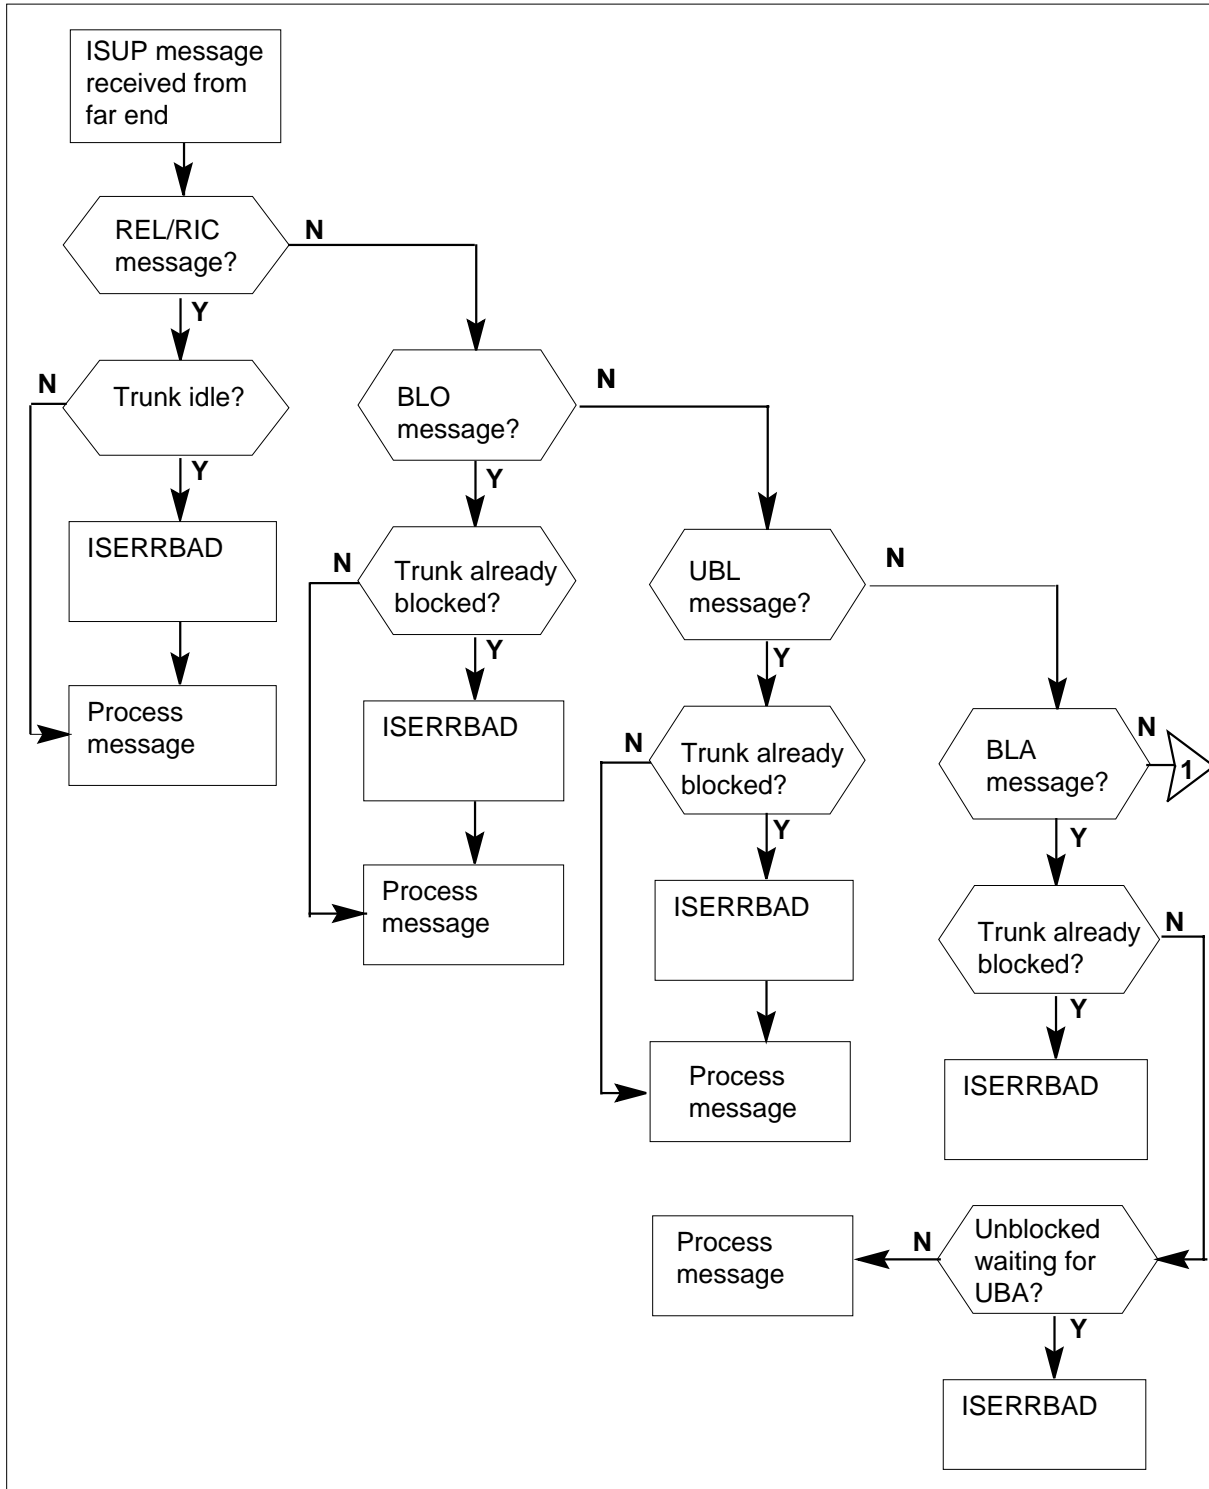 ISUP message
received from
far end
REL/RIC
message?
N
Y
Trunk idle?
N
Y
ISERRBAD
Process
message
BLO
message?
N
Y
Trunk already
blocked?
N
Y
ISERRBAD
Process
message
UBL
message?
N
Y
Trunk already
blocked?
N
Y
ISERRBAD
Process
message
BLA
message?
N
1
Y
Trunk already
blocked?
N
Y
ISERRBAD
Unblocked
waiting for
UBA?
N
Process
message
Y
ISERRBAD